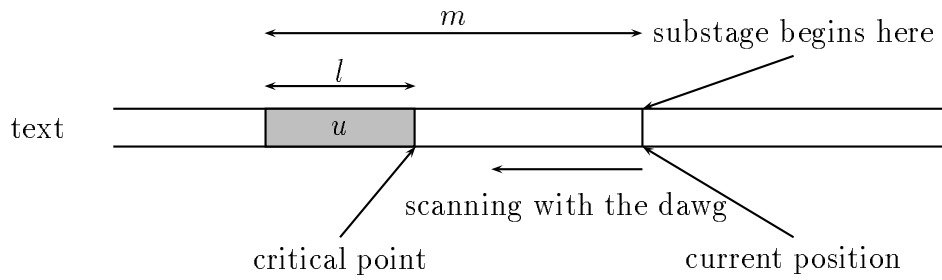 m
substage begins here
l
text
u
scanning with the dawg
critical point
current position